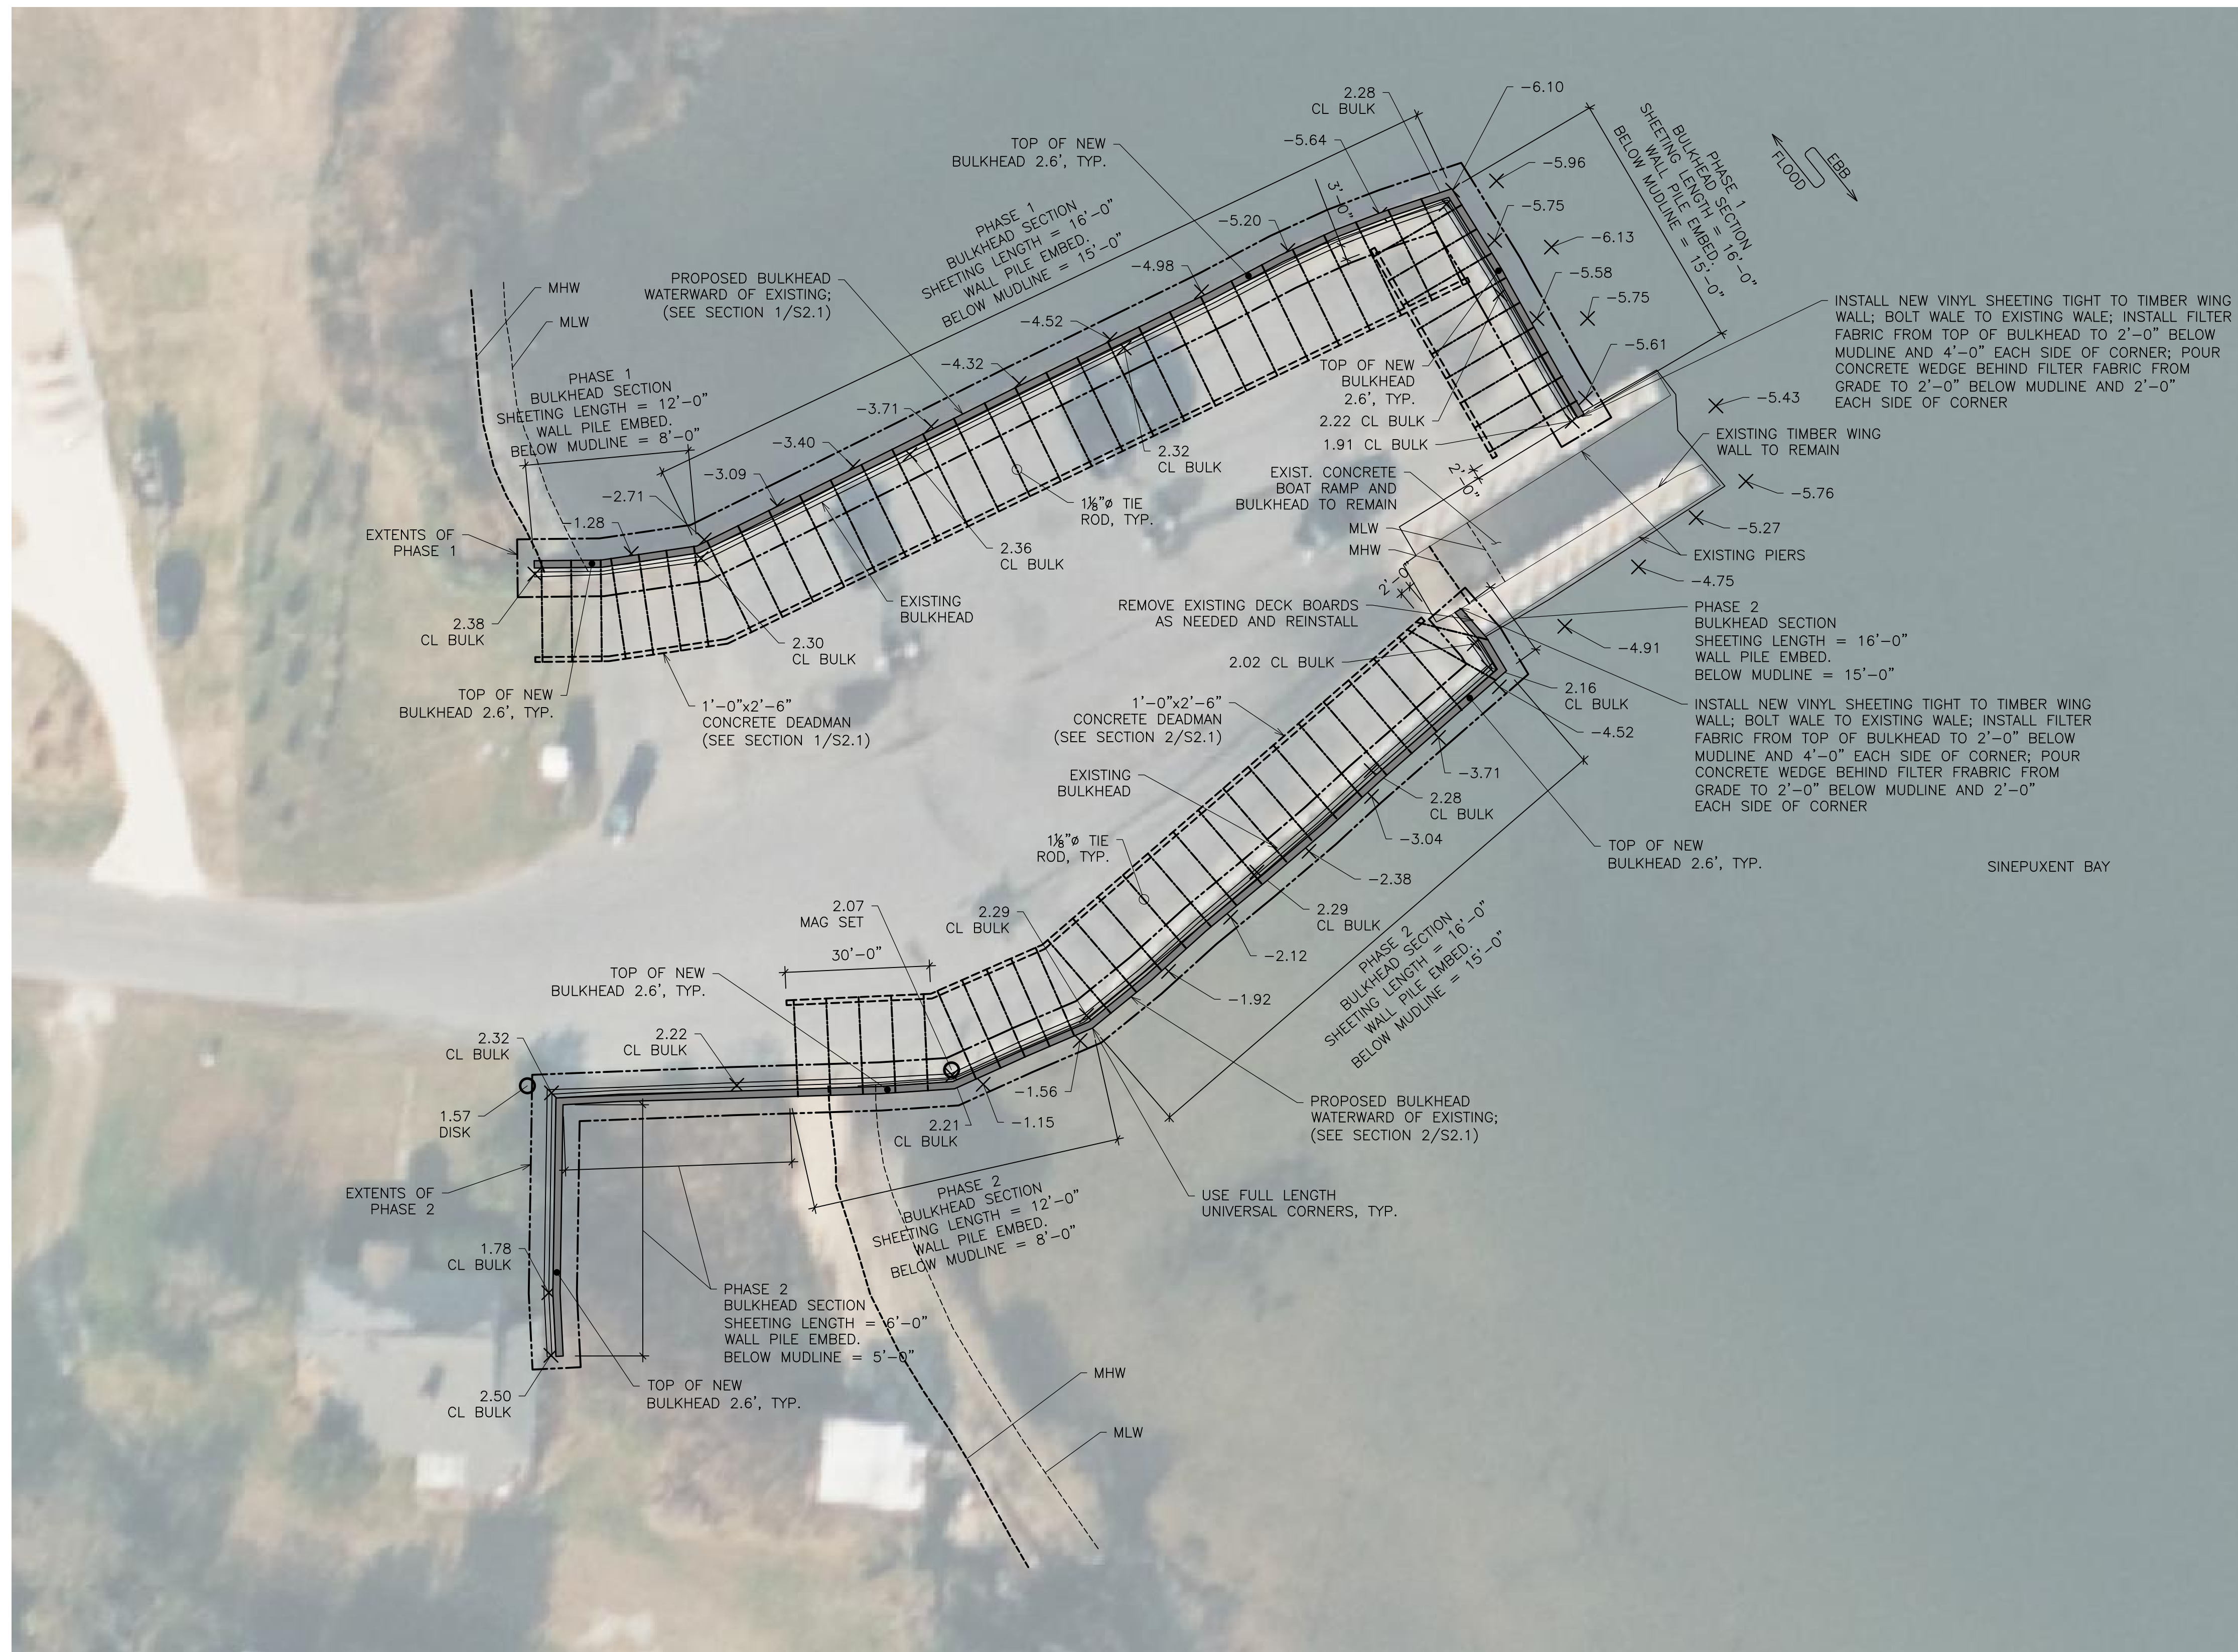 2.28
CL BULK
-6.10
TOP OF NEW
BULKHEAD 2.6', TYP.
-5.64
-5.96
PHASE 1
BULKHEAD SECTION
SHEETING LENGTH = 16'-0"
WALL PILE EMBED.
BELOW MUDLINE = 15'-0"
FLOOD
EBB
3'-0"
-5.20
-5.75
-6.13
PHASE 1
BULKHEAD SECTION
SHEETING LENGTH = 16'-0"
WALL PILE EMBED.
BELOW MUDLINE = 15'-0"
-4.98
-5.58
-5.75
PROPOSED BULKHEAD
WATERWARD OF EXISTING;
(SEE SECTION 1/S2.1)
MHW
MLW
-4.52
-5.61
INSTALL NEW VINYL SHEETING TIGHT TO TIMBER WING
WALL; BOLT WALE TO EXISTING WALE; INSTALL FILTER
FABRIC FROM TOP OF BULKHEAD TO 2'-0" BELOW
MUDLINE AND 4'-0" EACH SIDE OF CORNER; POUR
CONCRETE WEDGE BEHIND FILTER FABRIC FROM
GRADE TO 2'-0" BELOW MUDLINE AND 2'-0"
EACH SIDE OF CORNER
-4.32
TOP OF NEW
BULKHEAD
2.6', TYP.
PHASE 1
BULKHEAD SECTION
SHEETING LENGTH = 12'-0"
WALL PILE EMBED.
BELOW MUDLINE = 8'-0"
-3.71
2.22 CL BULK
1.91 CL BULK
-5.43
EXISTING TIMBER WING
WALL TO REMAIN
-3.40
-3.09
2.32
CL BULK
2'-0"
EXIST. CONCRETE
BOAT RAMP AND
BULKHEAD TO REMAIN
-5.76
-2.71
1⅛"ø TIE
ROD, TYP.
-1.28
-5.27
EXTENTS OF
PHASE 1
MLW
MHW
2.36
CL BULK
EXISTING PIERS
-4.75
2'-0"
EXISTING
BULKHEAD
REMOVE EXISTING DECK BOARDS
AS NEEDED AND REINSTALL
PHASE 2
BULKHEAD SECTION
SHEETING LENGTH = 16'-0"
WALL PILE EMBED.
BELOW MUDLINE = 15'-0"
2.38
CL BULK
2.30
CL BULK
-4.91
2.02 CL BULK
TOP OF NEW
BULKHEAD 2.6', TYP.
2.16
CL BULK
1'-0"x2'-6"
CONCRETE DEADMAN
(SEE SECTION 1/S2.1)
1'-0"x2'-6"
CONCRETE DEADMAN
(SEE SECTION 2/S2.1)
-4.52
INSTALL NEW VINYL SHEETING TIGHT TO TIMBER WING
WALL; BOLT WALE TO EXISTING WALE; INSTALL FILTER
FABRIC FROM TOP OF BULKHEAD TO 2'-0" BELOW
MUDLINE AND 4'-0" EACH SIDE OF CORNER; POUR
CONCRETE WEDGE BEHIND FILTER FRABRIC FROM
GRADE TO 2'-0" BELOW MUDLINE AND 2'-0"
EACH SIDE OF CORNER
EXISTING
BULKHEAD
-3.71
2.28
CL BULK
1⅛"ø TIE
ROD, TYP.
-3.04
TOP OF NEW
BULKHEAD 2.6', TYP.
SINEPUXENT BAY
-2.38
2.07
MAG SET
2.29
CL BULK
2.29
CL BULK
PHASE 2
BULKHEAD SECTION
SHEETING LENGTH = 16'-0"
WALL PILE EMBED.
BELOW MUDLINE = 15'-0"
30'-0"
-2.12
TOP OF NEW
BULKHEAD 2.6', TYP.
-1.92
2.32
CL BULK
2.22
CL BULK
-1.56
1.57
DISK
2.21
CL BULK
-1.15
PROPOSED BULKHEAD
WATERWARD OF EXISTING;
(SEE SECTION 2/S2.1)
EXTENTS OF
PHASE 2
PHASE 2
BULKHEAD SECTION
SHEETING LENGTH = 12'-0"
WALL PILE EMBED.
BELOW MUDLINE = 8'-0"
USE FULL LENGTH
UNIVERSAL CORNERS, TYP.
1.78
CL BULK
PHASE 2
BULKHEAD SECTION
SHEETING LENGTH = 6'-0"
WALL PILE EMBED.
BELOW MUDLINE = 5'-0"
2.50
CL BULK
TOP OF NEW
BULKHEAD 2.6', TYP.
MHW
MLW